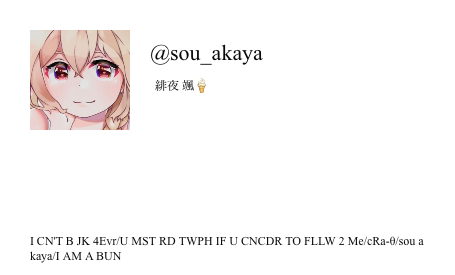 @sou_akaya
緋夜 颯🍦
I CN'T B JK 4Evr/U MST RD TWPH IF U CNCDR TO FLLW 2 Me/cRa-θ/sou a
kaya/I AM A BUN